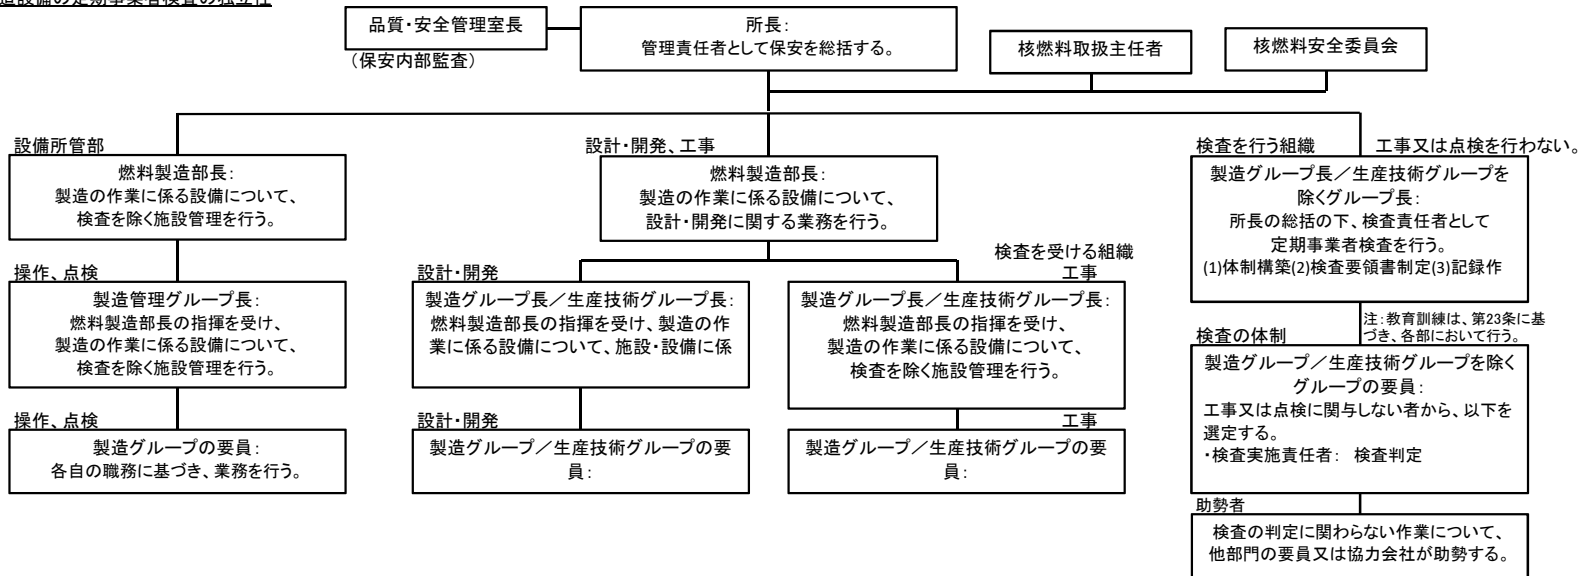 造設備の定期事業者検査の独立性
品質・安全管理室長
（保安内部監査）
所長：
管理責任者として保安を総括する。
核燃料取扱主任者
核燃料安全委員会
設備所管部
燃料製造部長：
製造の作業に係る設備について、
検査を除く施設管理を行う。
設計・開発、工事
燃料製造部長：
製造の作業に係る設備について、
設計・開発に関する業務を行う。
検査を行う組織
工事又は点検を行わない。
製造グループ長／生産技術グループを
除くグループ長：
所長の総括の下、検査責任者として
定期事業者検査を行う。
(1)体制構築(2)検査要領書制定(3)記録作
操作、点検
製造管理グループ長：
燃料製造部長の指揮を受け、
製造の作業に係る設備について、
検査を除く施設管理を行う。
設計・開発
製造グループ長／生産技術グループ長：
燃料製造部長の指揮を受け、製造の作
業に係る設備について、施設・設備に係
検査を受ける組織
工事
製造グループ長／生産技術グループ長：
燃料製造部長の指揮を受け、
製造の作業に係る設備について、
検査を除く施設管理を行う。
注：教育訓練は、第23条に基
づき、各部において行う。
検査の体制
製造グループ／生産技術グループを除く
グループの要員：
工事又は点検に関与しない者から、以下を
選定する。
・検査実施責任者： 検査判定
操作、点検
製造グループの要員：
各自の職務に基づき、業務を行う。
設計・開発
製造グループ／生産技術グループの要
員：
工事
製造グループ／生産技術グループの要
員：
助勢者
検査の判定に関わらない作業について、
他部門の要員又は協力会社が助勢する。